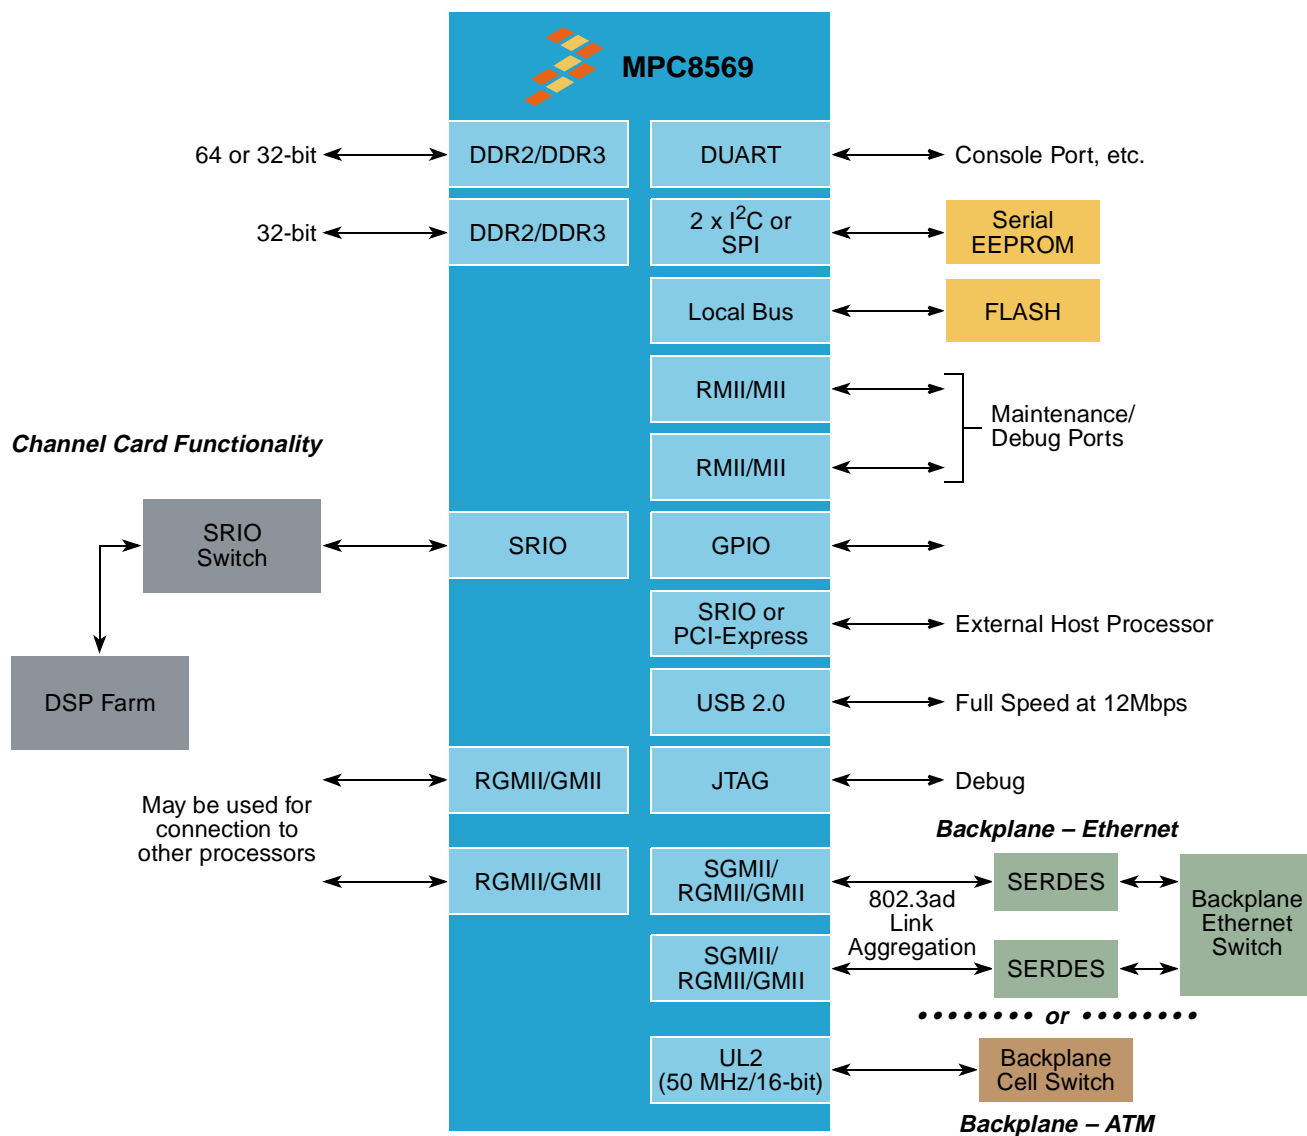 MPC8569
64 or 32-bit
DDR2/DDR3
DUART
Console Port, etc.
32-bit
DDR2/DDR3
2 x I²C or
SPI
Serial
EEPROM
Local Bus
FLASH
RMII/MII
Maintenance/
Debug Ports
RMII/MII
Channel Card Functionality
SRIO
Switch
SRIO
GPIO
SRIO or
PCI-Express
External Host Processor
DSP Farm
USB 2.0
Full Speed at 12Mbps
RGMII/GMII
JTAG
Debug
May be used for
connection to
other processors
Backplane – Ethernet
RGMII/GMII
SGMII/
RGMII/GMII
802.3ad
Link
Aggregation
SERDES
Backplane
Ethernet
Switch
SGMII/
RGMII/GMII
SERDES
or
UL2
(50 MHz/16-bit)
Backplane
Cell Switch
Backplane – ATM